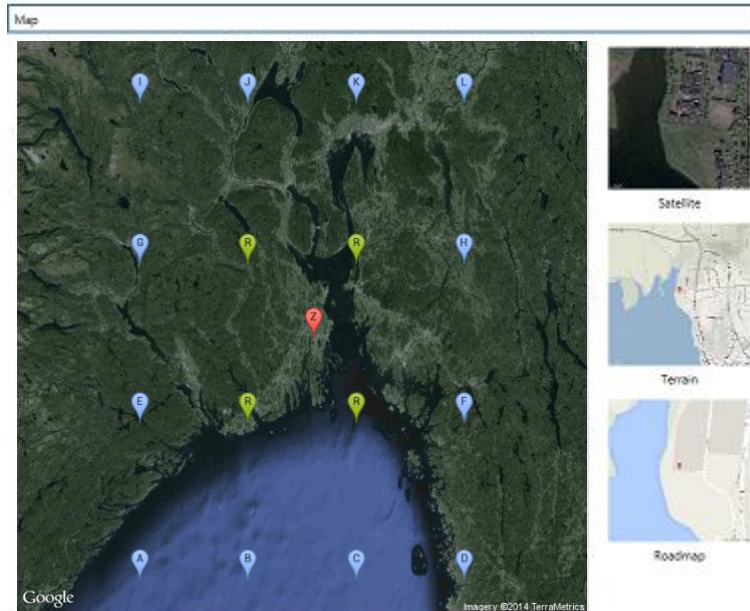 Map
I J K L
G R R H
Z
E R R F
A B C D
Google
Imagery ©2014 TerraMetrics
Satellite
Terrain
Roadmap